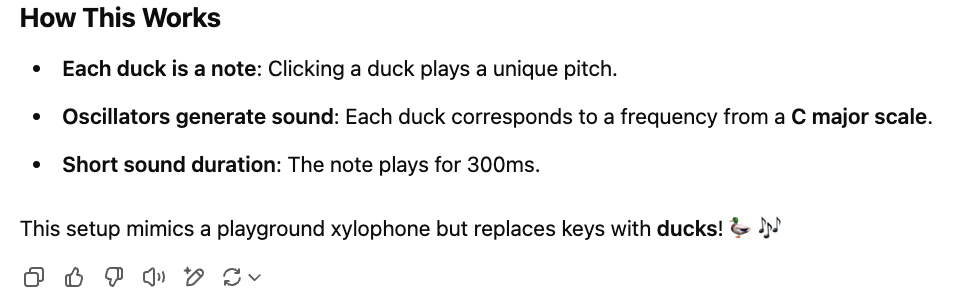 How This Works
• Each duck is a note: Clicking a duck plays a unique pitch.
• Oscillators generate sound: Each duck corresponds to a frequency from a C major scale.
• Short sound duration: The note plays for 300ms.
This setup mimics a playground xylophone but replaces keys with ducks! 🦆 🎶